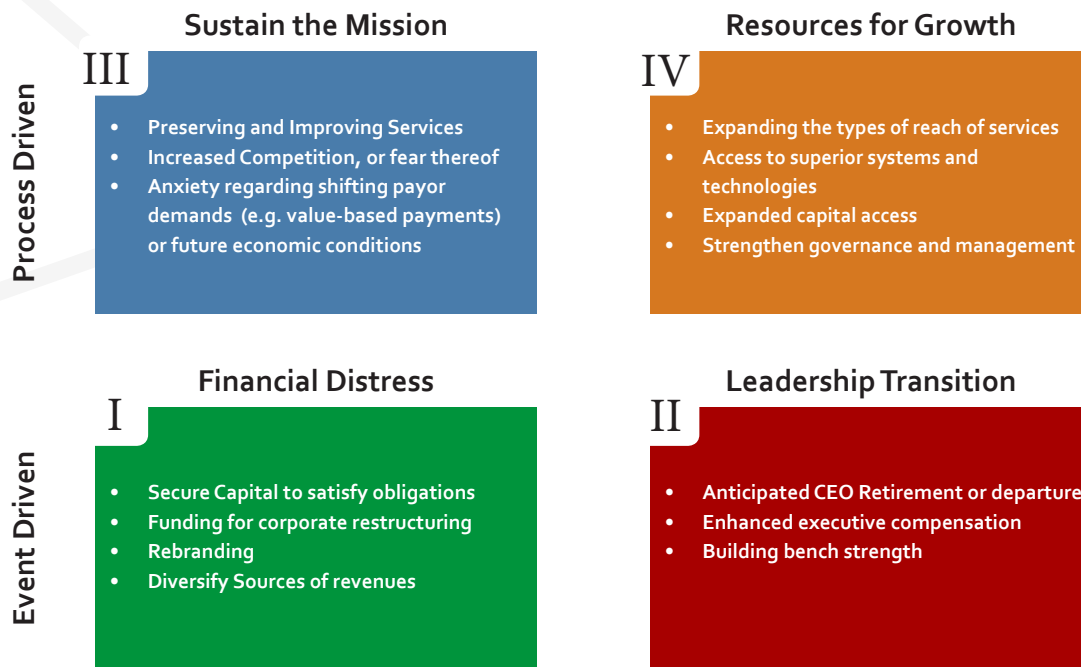 Sustain the Mission
Process Driven
III
• Preserving and Improving Services
• Increased Competition, or fear thereof
• Anxiety regarding shifting payor
demands (e.g. value-based payments)
or future economic conditions
Resources for Growth
IV
• Expanding the types of reach of services
• Access to superior systems and
technologies
• Expanded capital access
• Strengthen governance and management
Financial Distress
Event Driven
I
• Secure Capital to satisfy obligations
• Funding for corporate restructuring
• Rebranding
• Diversify Sources of revenues
Leadership Transition
II
• Anticipated CEO Retirement or departure
• Enhanced executive compensation
• Building bench strength